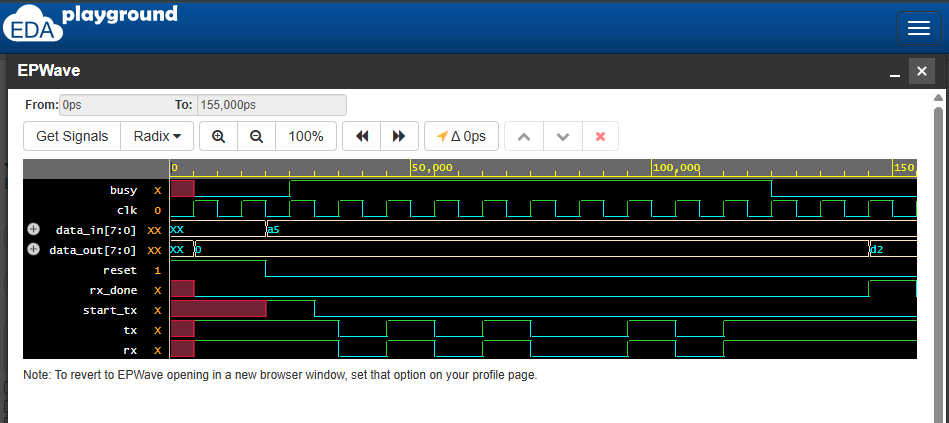 EDA playground
EPWave
From: 0ps To: 155,000ps
Get Signals Radix 100% Δ 0ps
0 50,000 100,000 150
busy X
clk 0
data_in[7:0] XX XX a5
data_out[7:0] XX XX 0 d2
reset 1
rx_done X
start_tx X
tx X
rx X
Note: To revert to EPWave opening in a new browser window, set that option on your profile page.